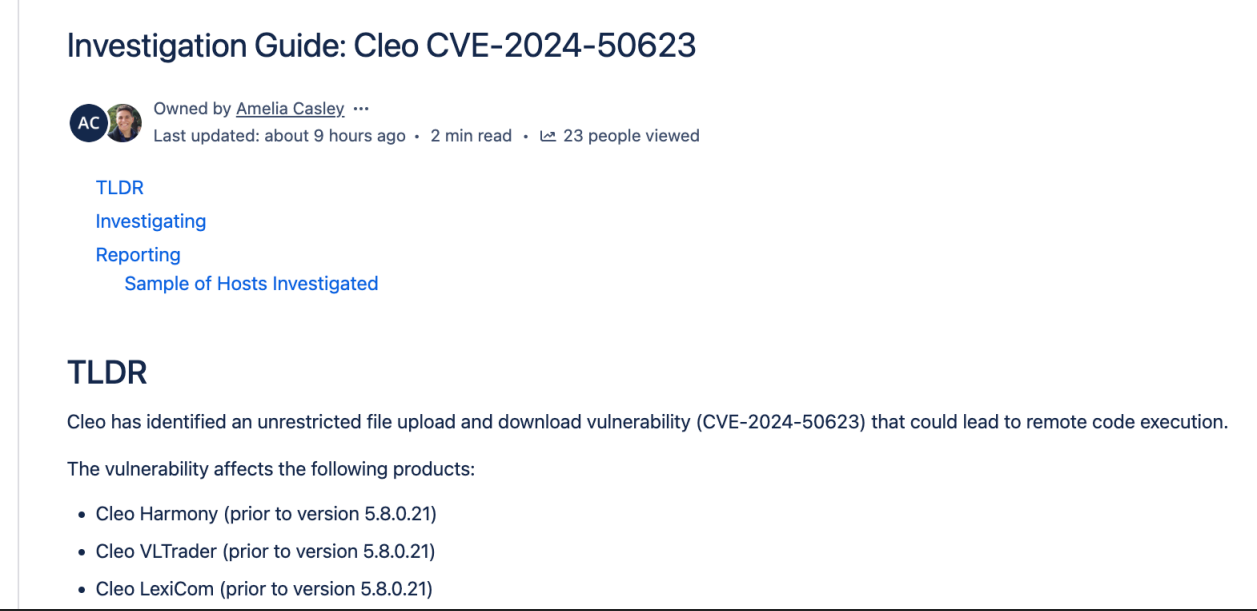 Investigation Guide: Cleo CVE-2024-50623
AC
Owned by Amelia Casley •••
Last updated: about 9 hours ago • 2 min read • 23 people viewed
TLDR
Investigating
Reporting
Sample of Hosts Investigated
TLDR
Cleo has identified an unrestricted file upload and download vulnerability (CVE-2024-50623) that could lead to remote code execution.
The vulnerability affects the following products:
• Cleo Harmony (prior to version 5.8.0.21)
• Cleo VLTrader (prior to version 5.8.0.21)
• Cleo LexiCom (prior to version 5.8.0.21)